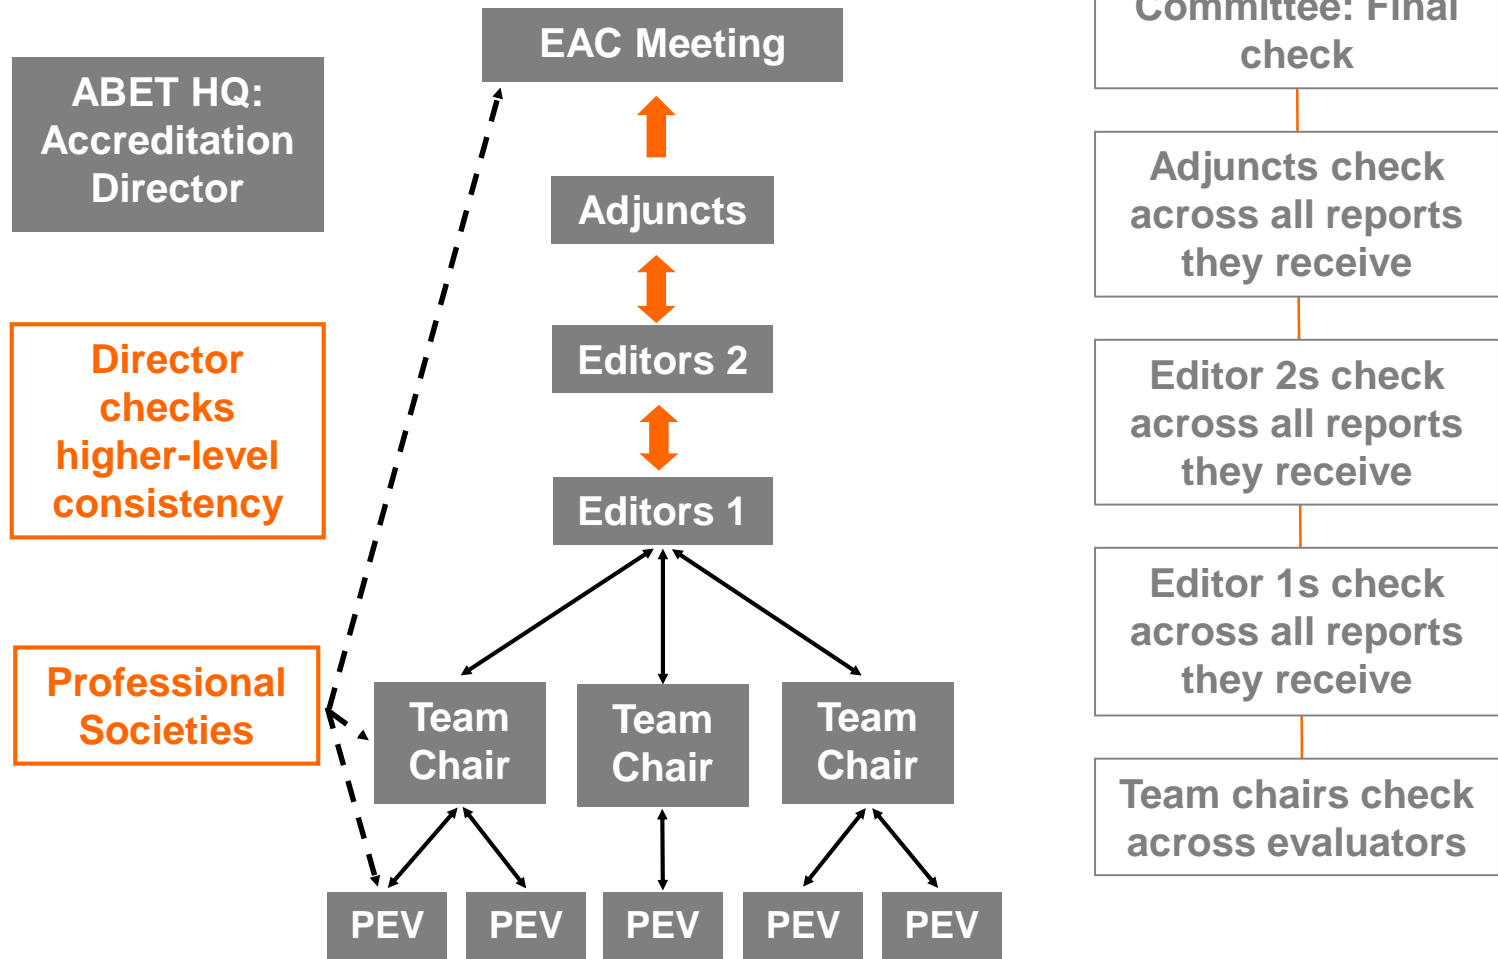 EAC Meeting
ABET HQ:
Accreditation
Director
Adjuncts
Director
checks
higher-level
consistency
Editors 2
Editors 1
Professional
Societies
Team
Chair
Team
Chair
Team
Chair
PEV
PEV
PEV
PEV
PEV
Committee: Final
check
Adjuncts check
across all reports
they receive
Editor 2s check
across all reports
they receive
Editor 1s check
across all reports
they receive
Team chairs check
across evaluators